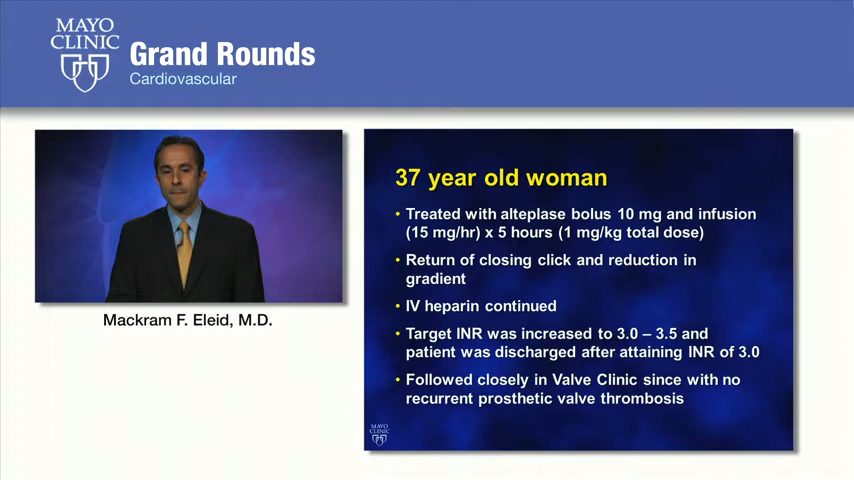 MAYO
CLINIC
Grand Rounds
Cardiovascular
Mackram F. Eleid, M.D.
37 year old woman
• Treated with alteplase bolus 10 mg and infusion
(15 mg/hr) x 5 hours (1 mg/kg total dose)
• Return of closing click and reduction in
gradient
• IV heparin continued
• Target INR was increased to 3.0 – 3.5 and
patient was discharged after attaining INR of 3.0
• Followed closely in Valve Clinic since with no
recurrent prosthetic valve thrombosis
MAYO
CLINIC